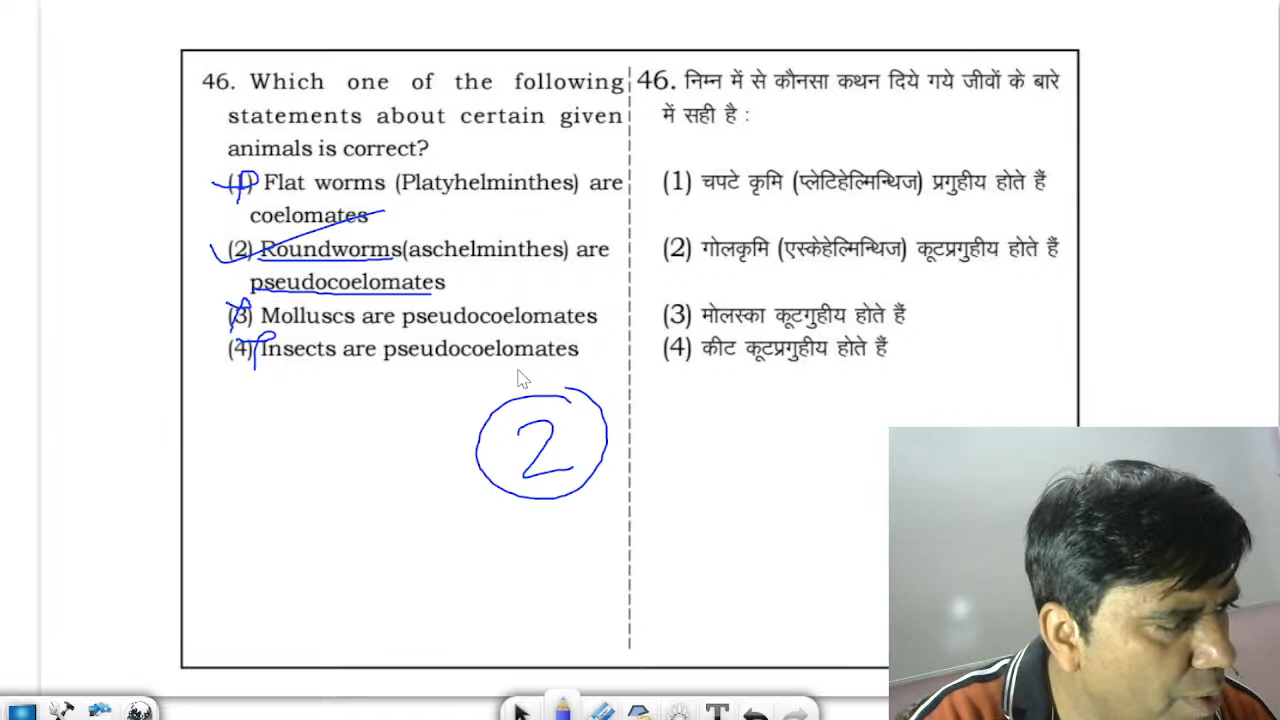 46. Which one of the following
statements about certain given
animals is correct?
(1) Flat worms (Platyhelminthes) are
coelomates
(2) Roundworms(aschelminthes) are
pseudocoelomates
(3) Molluscs are pseudocoelomates
(4) Insects are pseudocoelomates
2
46. निम्न में से कौनसा कथन दिये गये जीवों के बारे
में सही है :
(1) चपटे कृमि (प्लेटिहेल्मिन्थिज) प्रगुहीय होते हैं
(2) गोलकृमि (एस्केहेल्मिन्थिज) कूटप्रगुहीय होते हैं
(3) मोलस्का कूटगुहीय होते हैं
(4) कीट कूटप्रगुहीय होते हैं
T